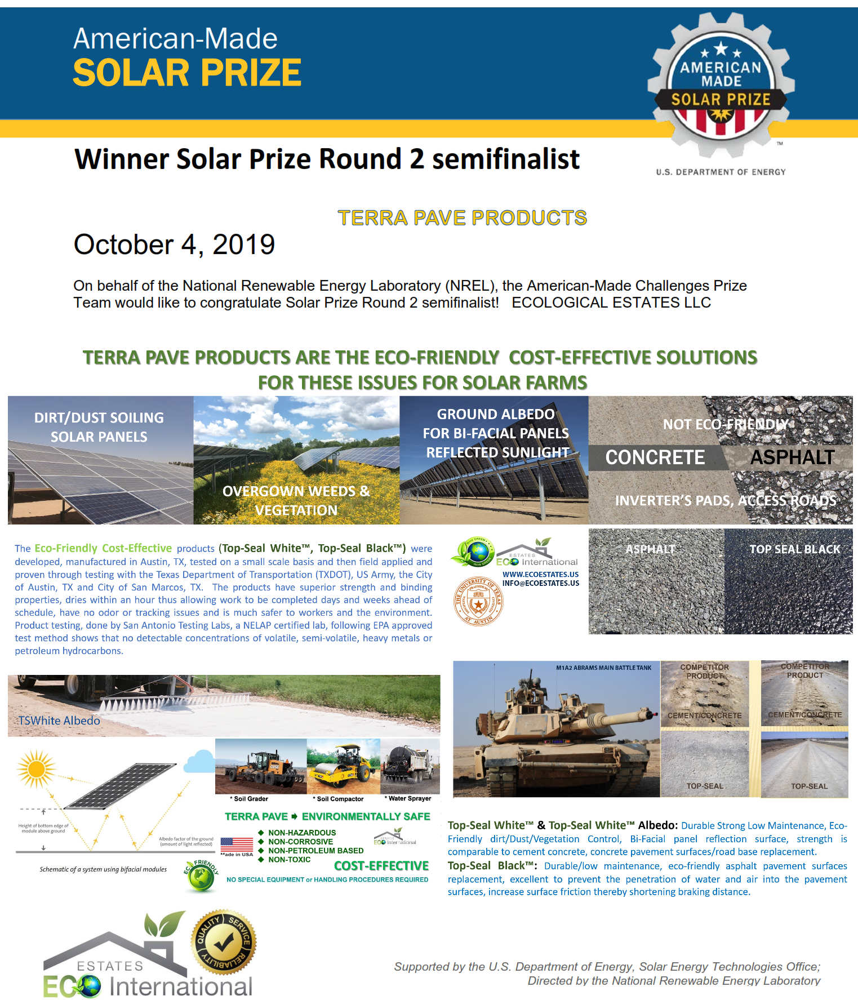 American-Made
SOLAR PRIZE
AMERICAN
MADE
SOLAR PRIZE
TM
U.S. DEPARTMENT OF ENERGY
Winner Solar Prize Round 2 semifinalist
TERRA PAVE PRODUCTS
October 4, 2019
On behalf of the National Renewable Energy Laboratory (NREL), the American-Made Challenges Prize
Team would like to congratulate Solar Prize Round 2 semifinalist! ECOLOGICAL ESTATES LLC
TERRA PAVE PRODUCTS ARE THE ECO-FRIENDLY COST-EFFECTIVE SOLUTIONS
FOR THESE ISSUES FOR SOLAR FARMS
DIRT/DUST SOILING
SOLAR PANELS
OVERGOWN WEEDS &
VEGETATION
GROUND ALBEDO
FOR BI-FACIAL PANELS
REFLECTED SUNLIGHT
NOT ECO-FRIENDLY
CONCRETE ASPHALT
INVERTER'S PADS, ACCESS ROADS
The Eco-Friendly Cost-Effective products (Top-Seal White™, Top-Seal Black™) were
developed, manufactured in Austin, TX, tested on a small scale basis and then field applied and
proven through testing with the Texas Department of Transportation (TXDOT), US Army, the City
of Austin, TX and City of San Marcos, TX. The products have superior strength and binding
properties, dries within an hour thus allowing work to be completed days and weeks ahead of
schedule, have no odor or tracking issues and is much safer to workers and the environment.
Product testing, done by San Antonio Testing Labs, a NELAP certified lab, following EPA approved
test method shows that no detectable concentrations of volatile, semi-volatile, heavy metals or
petroleum hydrocarbons.
think GREEN
think GREEN
ESTATES
ECO International
WWW.ECOESTATES.US
INFO@ECOESTATES.US
THE UNIVERSITY OF TEXAS
AT AUSTIN
ASPHALT
TOP SEAL BLACK
TSWhite Albedo
M1A2 ABRAMS MAIN BATTLE TANK
COMPETITOR
PRODUCT
CEMENT/CONCRETE
COMPETITOR
PRODUCT
CEMENT/CONCRETE
TOP-SEAL
TOP-SEAL
Height of bottom edge of
module above ground
Albedo factor of the ground
(amount of light reflected)
Schematic of a system using bifacial modules
CASE
* Soil Grader
* Soil Compactor
* Water Sprayer
TERRA PAVE ENVIRONMENTALLY SAFE
NON-HAZARDOUS
NON-CORROSIVE
NON-PETROLEUM BASED
NON-TOXIC
**ade in USA
ESTATES
ECO International
ECO FRIENDLY
COST-EFFECTIVE
NO SPECIAL EQUIPMENT or HANDLING PROCEDURES REQUIRED
Top-Seal White™ & Top-Seal White™ Albedo: Durable Strong Low Maintenance, Eco-
Friendly dirt/Dust/Vegetation Control, Bi-Facial panel reflection surface, strength is
comparable to cement concrete, concrete pavement surfaces/road base replacement.
Top-Seal Black™: Durable/low maintenance, eco-friendly asphalt pavement surfaces
replacement, excellent to prevent the penetration of water and air into the pavement
surfaces, increase surface friction thereby shortening braking distance.
ESTATES
ECO International
QUALITY SERVICE RELIABILITY
Supported by the U.S. Department of Energy, Solar Energy Technologies Office;
Directed by the National Renewable Energy Laboratory